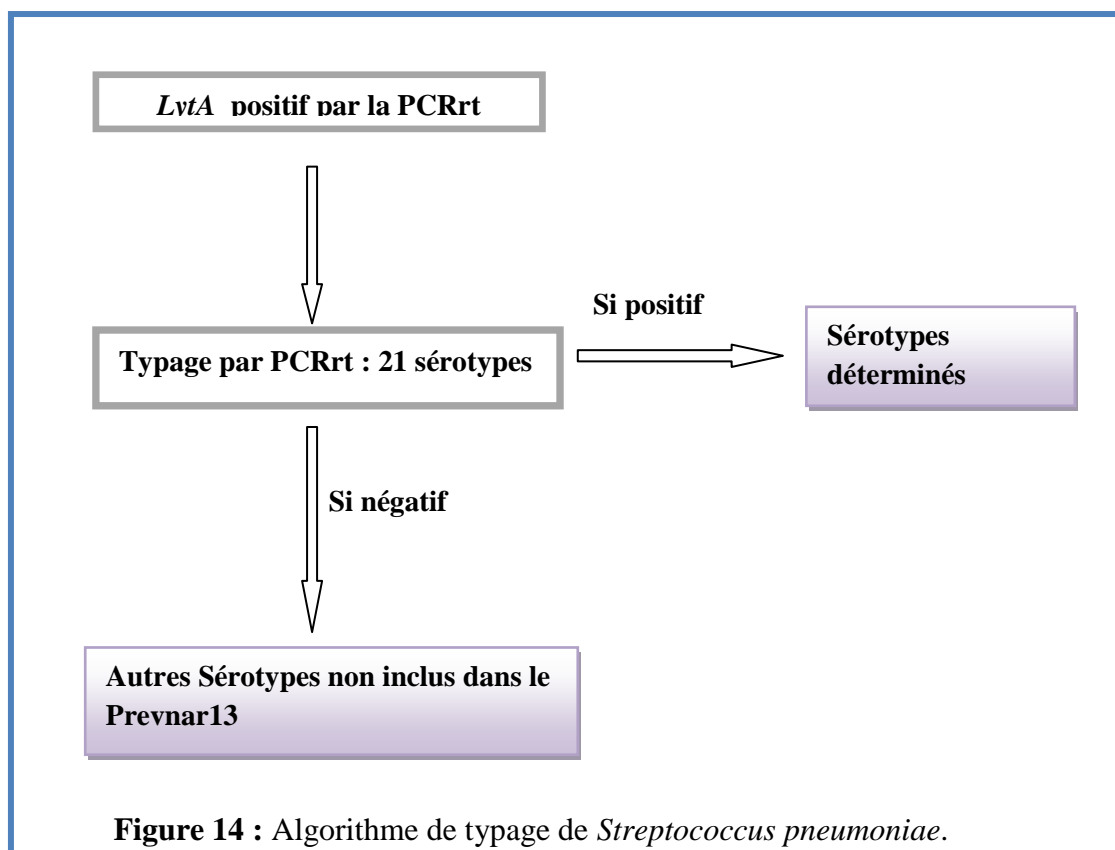 LytA positif par la PCRrt
Si positif
Typage par PCRrt : 21 sérotypes
Sérotypes
déterminés
Si négatif
Autres Sérotypes non inclus dans le
Prevnar13
Figure 14 : Algorithme de typage de Streptococcus pneumoniae.